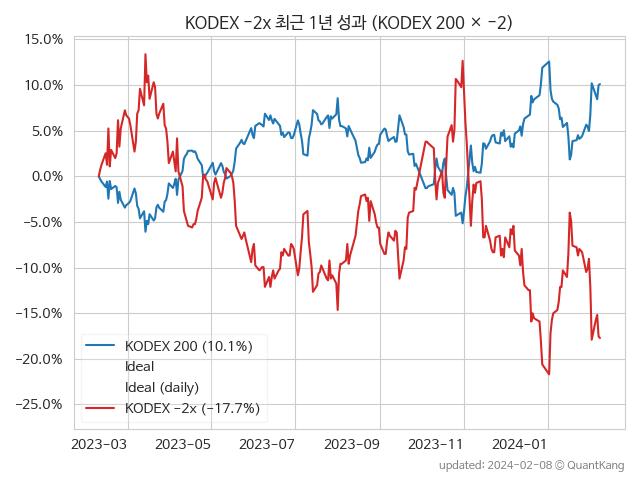 KODEX -2x 최근 1년 성과 (KODEX 200 × -2)
15.0%
10.0%
5.0%
0.0%
-5.0%
-10.0%
-15.0%
-20.0%
-25.0%
KODEX 200 (10.1%)
Ideal
Ideal (daily)
KODEX -2x (-17.7%)
2023-03 2023-05 2023-07 2023-09 2023-11 2024-01
updated: 2024-02-08 © QuantKang